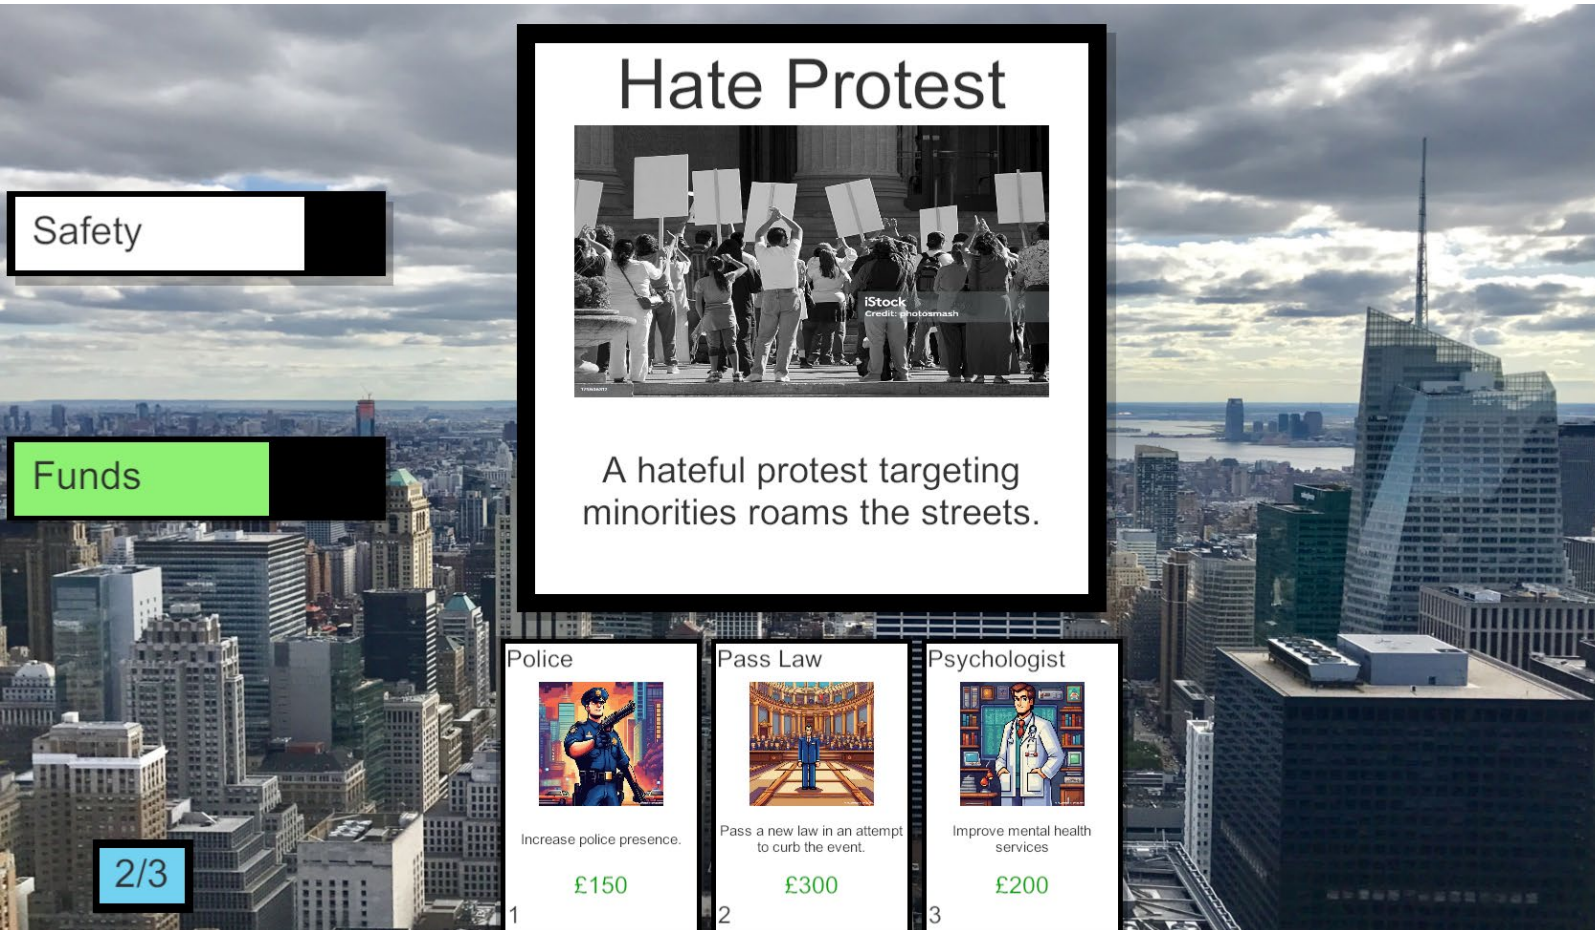 Hate Protest
iStock
Credit: photosmash
Safety
Funds
A hateful protest targeting
minorities roams the streets.
Police
Increase police presence.
£150
1
Pass Law
Pass a new law in an attempt
to curb the event.
£300
2
Psychologist
Improve mental health
services
£200
3
2/3